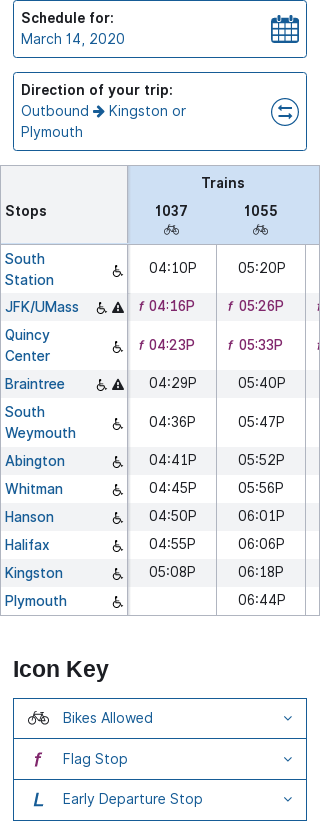 Schedule for:
March 14, 2020
Direction of your trip:
Outbound → Kingston or
Plymouth
Trains
Stops 1037 1055
South
Station 04:10P 05:20P
JFK/UMass f 04:16P f 05:26P
Quincy
Center f 04:23P f 05:33P
Braintree 04:29P 05:40P
South
Weymouth 04:36P 05:47P
Abington 04:41P 05:52P
Whitman 04:45P 05:56P
Hanson 04:50P 06:01P
Halifax 04:55P 06:06P
Kingston 05:08P 06:18P
Plymouth 06:44P
Icon Key
Bikes Allowed
f Flag Stop
L Early Departure Stop